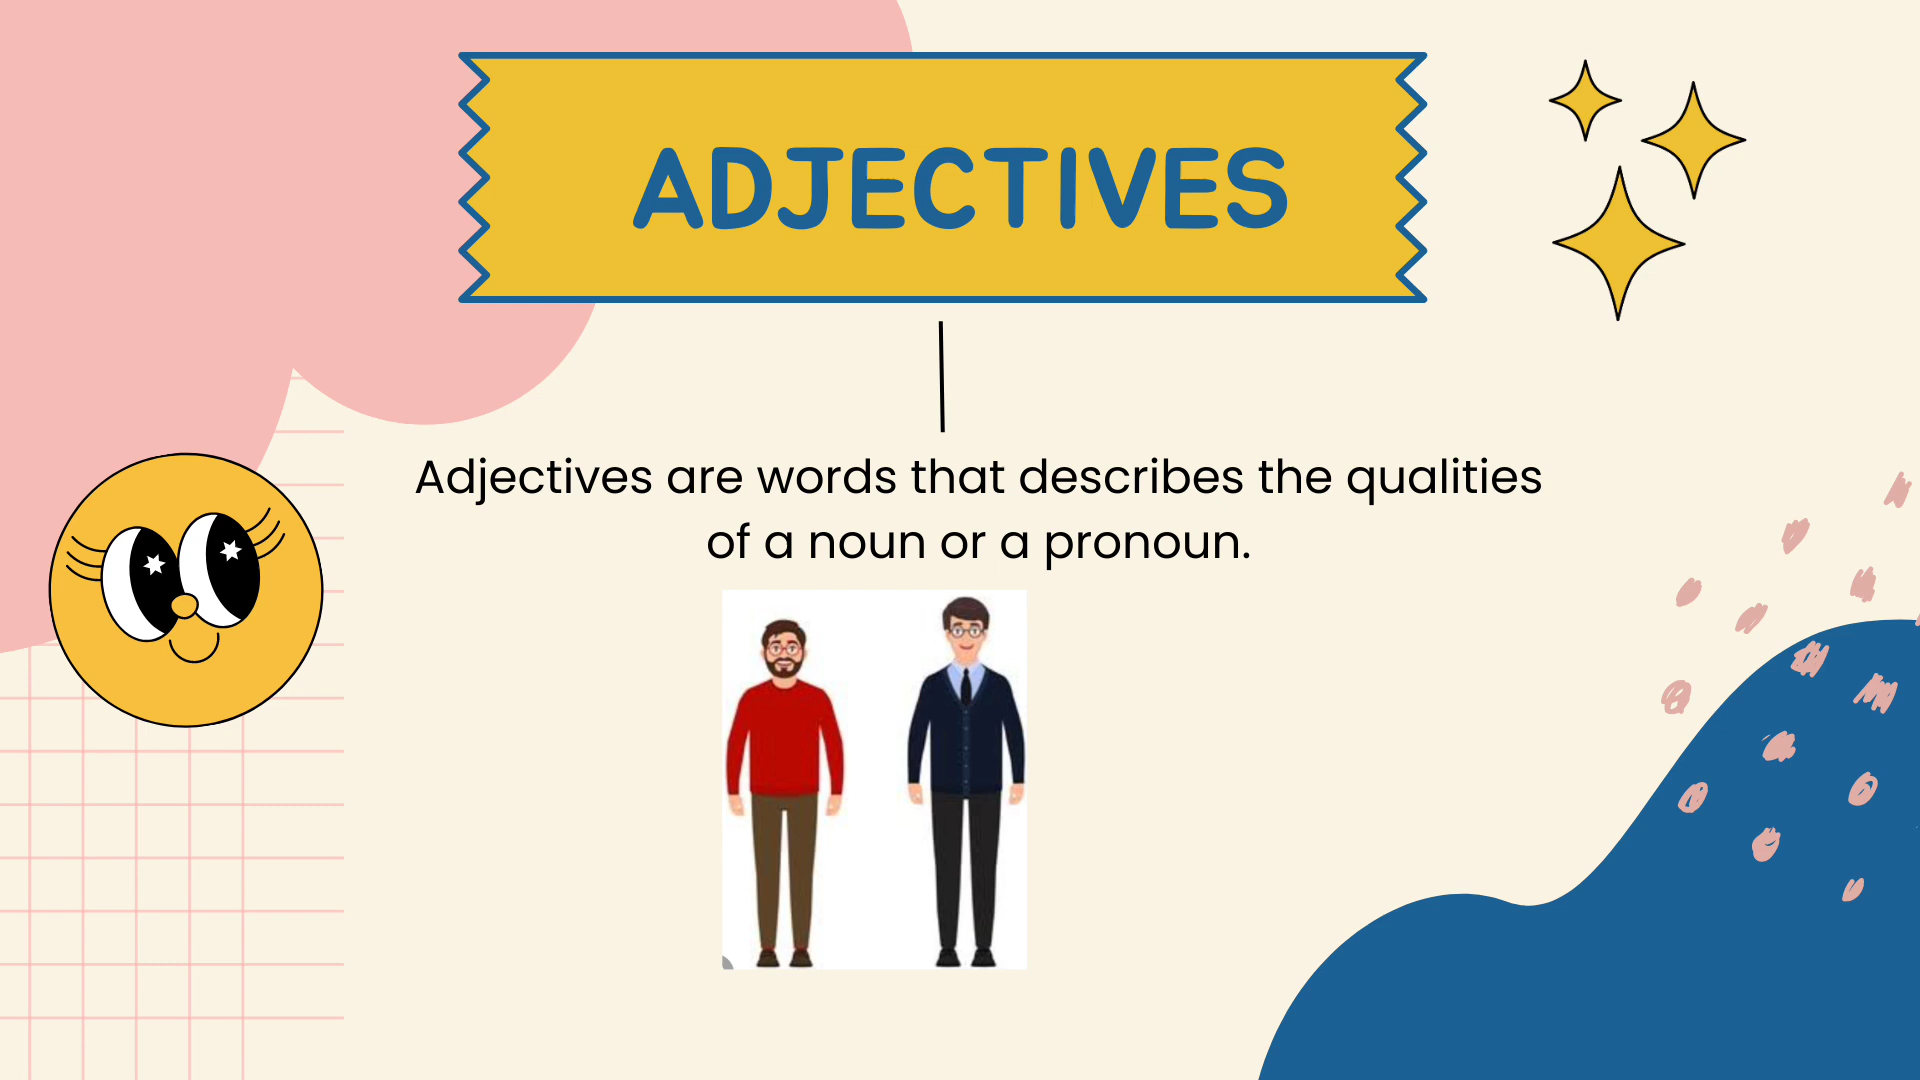 ADJECTIVES
Adjectives are words that describes the qualities
of a noun or a pronoun.